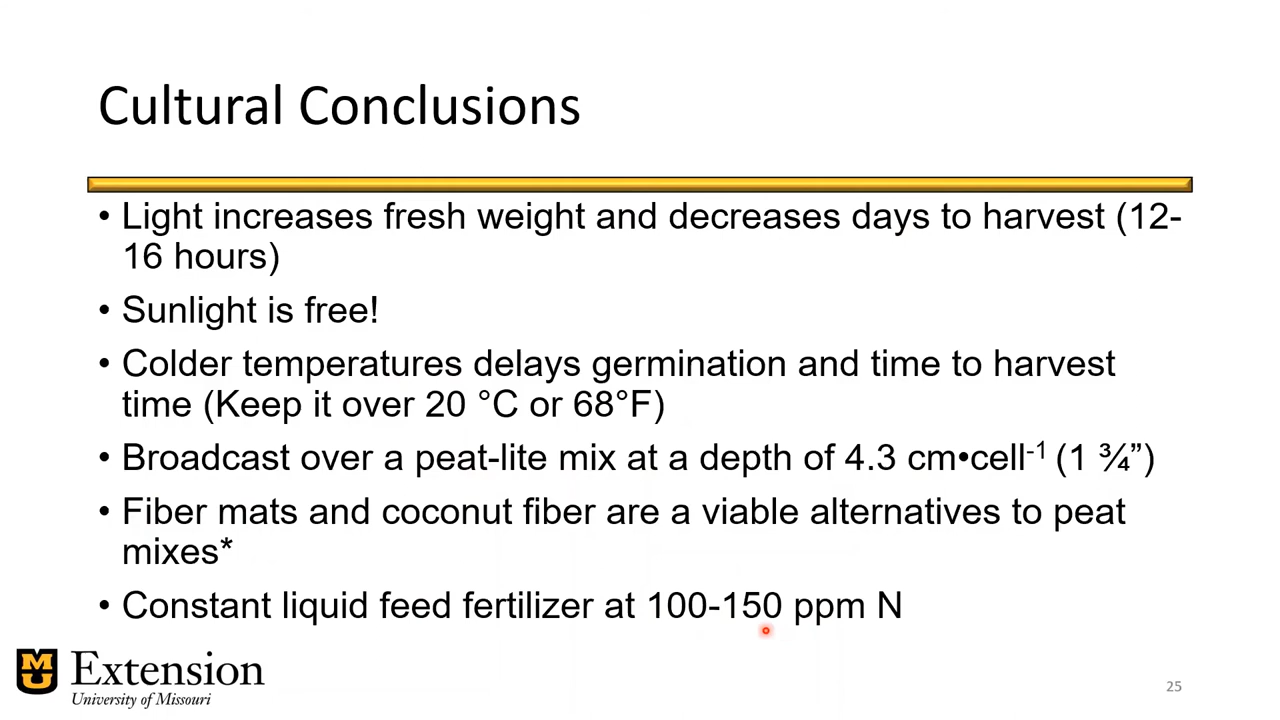 Cultural Conclusions
• Light increases fresh weight and decreases days to harvest (12-
16 hours)
• Sunlight is free!
• Colder temperatures delays germination and time to harvest
time (Keep it over 20 °C or 68°F)
• Broadcast over a peat-lite mix at a depth of 4.3 cm•cell⁻¹ (1 ¾”)
• Fiber mats and coconut fiber are a viable alternatives to peat
mixes*
• Constant liquid feed fertilizer at 100-150 ppm N
MU Extension
University of Missouri
25